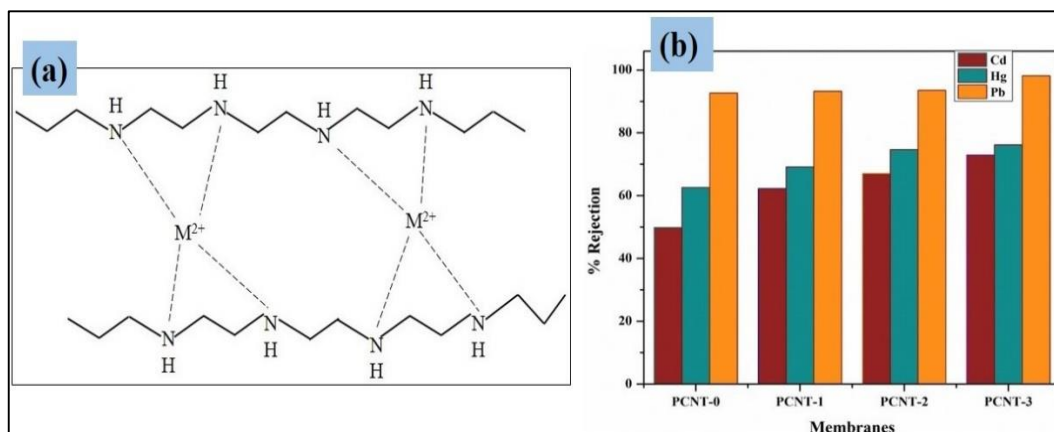 (a)
H
H
H
H
N
N
N
N
M2+
M2+
N
N
N
N
H
H
H
H
(b)
Cd
Hg
Pb
100
80
60
40
20
0
% Rejection
PCNT-0 PCNT-1 PCNT-2 PCNT-3
Membranes